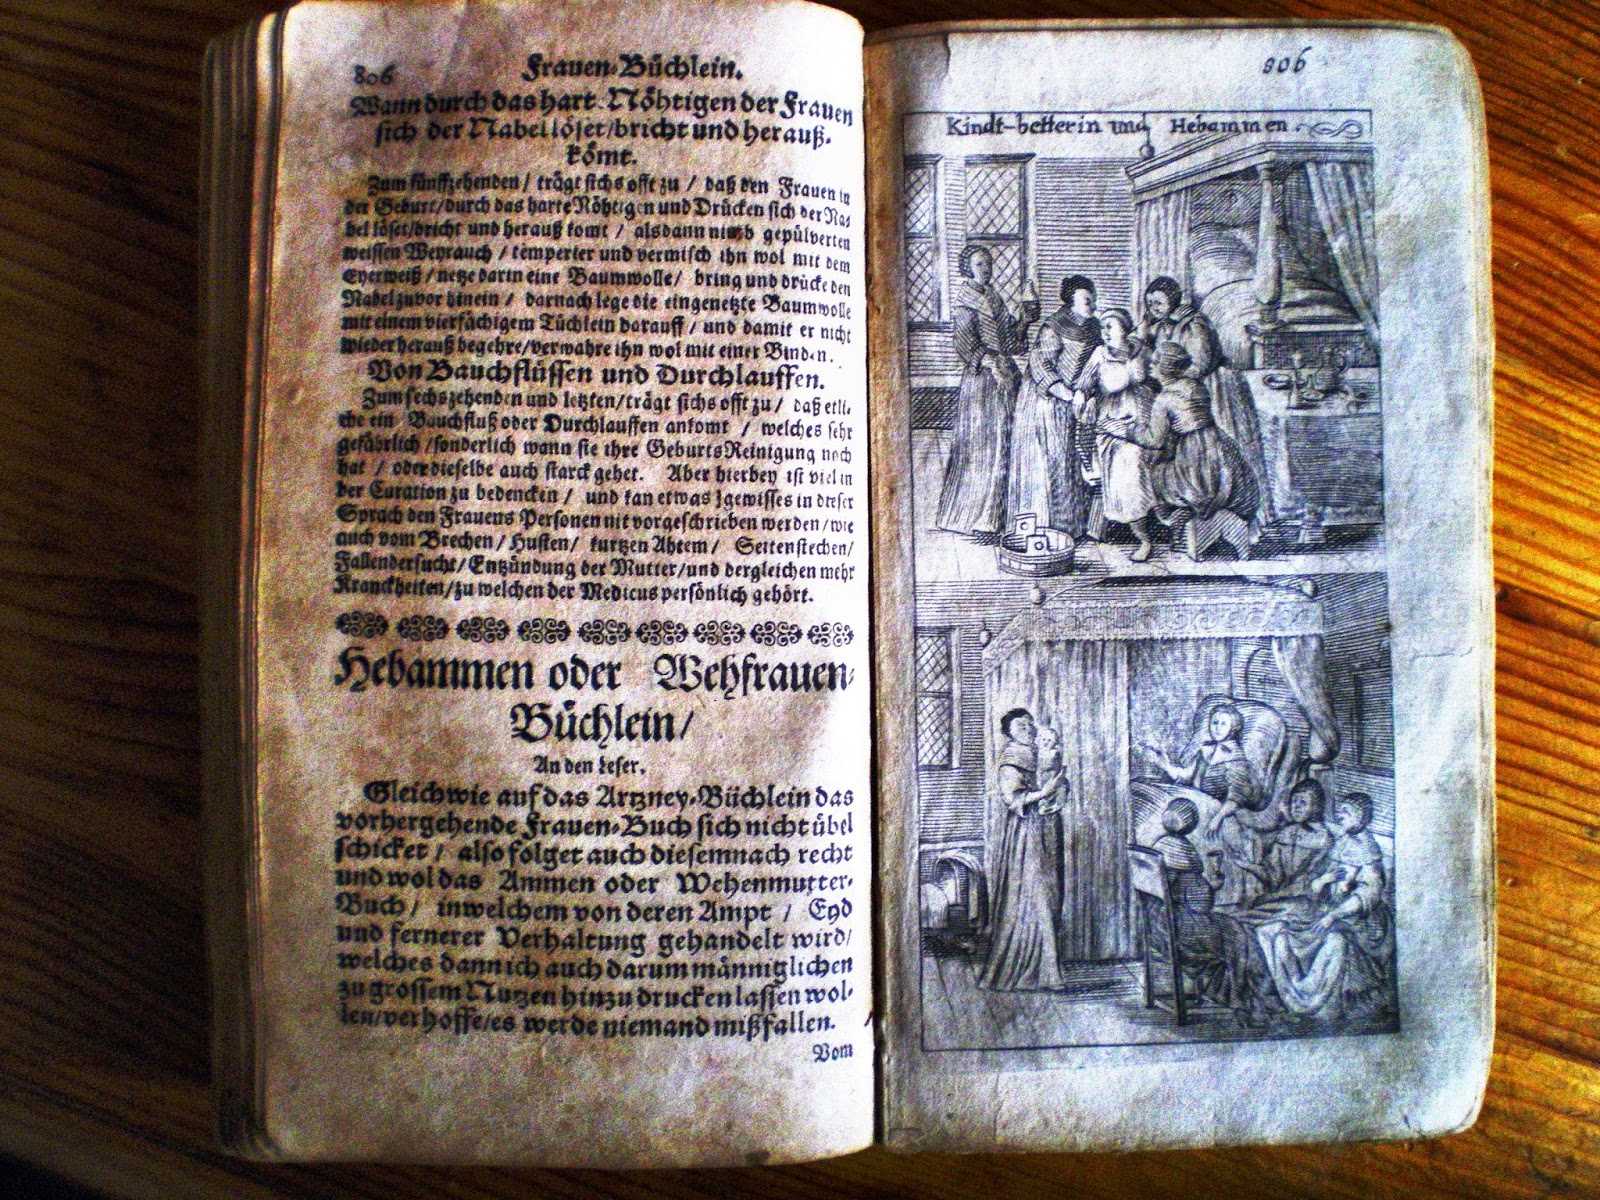 806
Frauen-Büchlein.
Wann durch das hart Nöhtigen der Frauen
sich der Nabel löset/bricht und herauß
kömt.
Zum fünffzehenden / trägt sichs offt zu / daß den Frauen in
der Geburt/durch das harte Nöhtigen und Drücken sich der Na-
bel löset/bricht und herauß komt / alsdann nimb gepülverten
weissen Weyrauch / temperier und vermisch ihn wol mit dem
Eyerweiß / netze darin eine Baumwolle / bring und drücke den
Nabel zuvor hinein / darnach lege die eingenetzte Baumwolle
mit einem vierfächigem Tüchlein darauff / und damit er nicht
wieder herauß begehre/verwahre ihn wol mit einer Binden.
Von Bauchflüssen und Durchlauffen.
Zum sechszehenden und letzten/trägt sichs offt zu / daß etli-
che ein Bauchfluß oder Durchlauffen ankomt / welches sehr
gefährlich /sonderlich wann sie ihre GeburtsReinigung noch
hat / oder dieselbe auch starck gehet. Aber hierbey ist viel in
der Curation zu bedencken / und kan etwas gewisses in dieser
Sprach den Frauens Personen nit vorgeschrieben werden/wie
auch vom Brechen / Husten / kurtzen Ahtem / Seitenstechen/
Fallendersucht/Entzündung der Mutter/und dergleichen mehr
Kranckheiten/zu welchen der Medicus persönlich gehört.
Hebammen oder Wehfrauen-
Büchlein/
An den Leser.
Gleichwie auf das Artzney-Büchlein das
vorhergehende Frauen-Buch sich nicht übel
schicket / also folget auch diesemnach recht
und wol das Ammen oder Wehenmutter-
Buch / in welchem von deren Ampt / Eyd
und fernerer Verhaltung gehandelt wird/
welches dann ich auch darum männiglichen
zu grossem Nutzen hinzu drucken lassen wol-
len/verhoffe/es werde niemand mißfallen.
Vom
806
Kindt-betterin und Hebammen